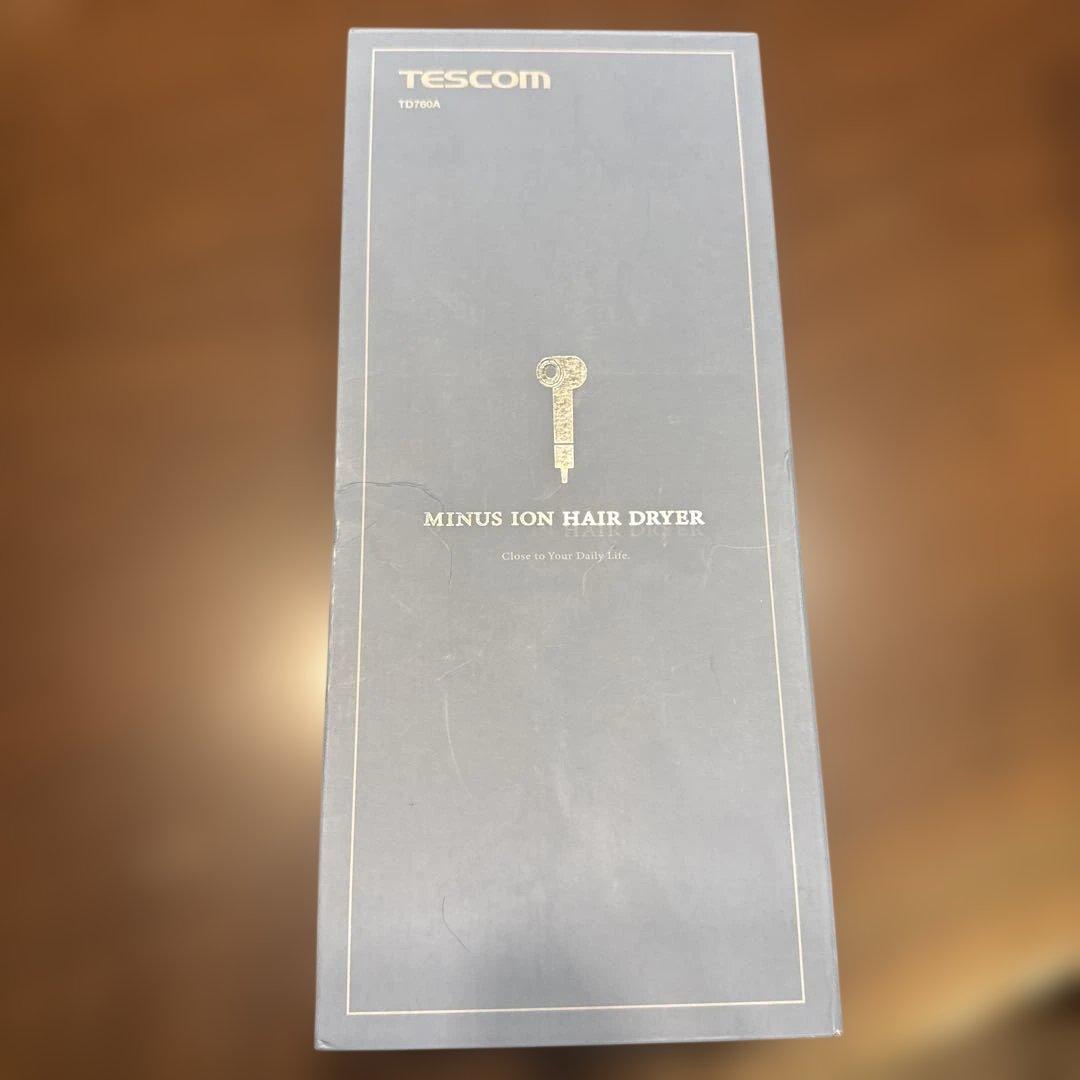 TESCOM
TD760A
MINUS ION HAIR DRYER
Close to Your Daily Life.